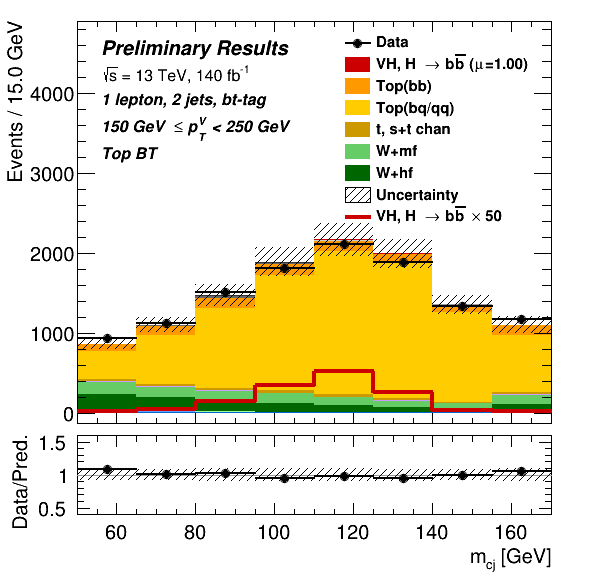 Events / 15.0 GeV
4000
3000
2000
1000
0
Preliminary Results
√s = 13 TeV, 140 fb⁻¹
1 lepton, 2 jets, bt-tag
150 GeV ≤ p_T^V < 250 GeV
Top BT
Data
VH, H → bb̅ (μ=1.00)
Top(bb)
Top(bq/qq)
t, s+t chan
W+mf
W+hf
Uncertainty
VH, H → bb̅ × 50
Data/Pred.
1.5
1
0.5
60 80 100 120 140 160
m_cj [GeV]